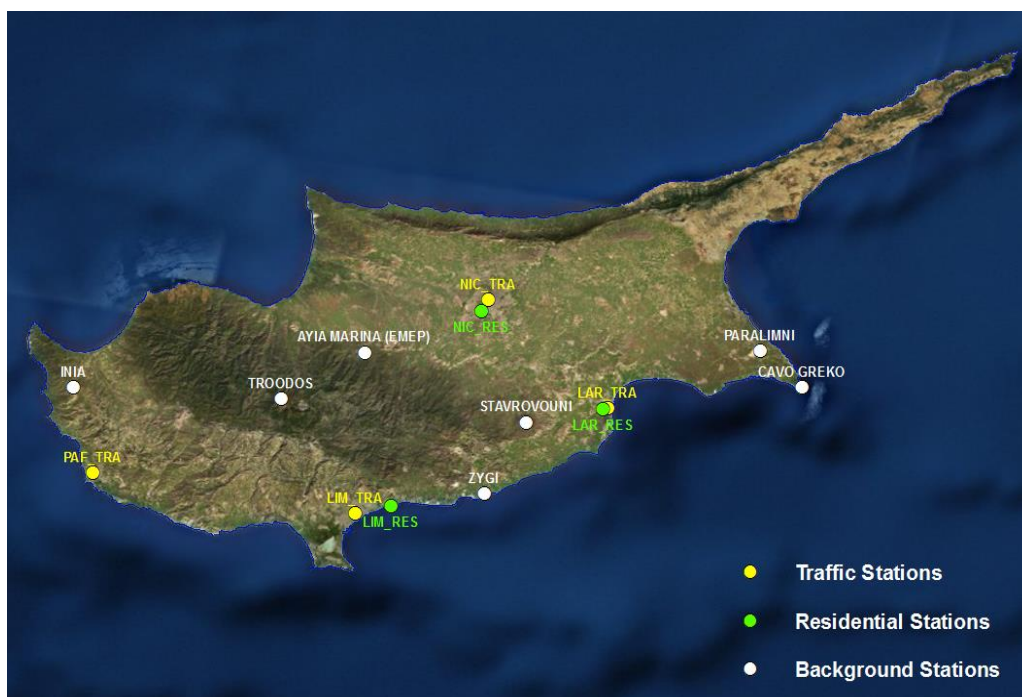 NIC_TRA
NIC_RES
AYIA MARINA (EMEP)
PARALIMNI
INIA
TROODOS
CAVO GREKO
LAR_TRA
STAVROVOUNI
LAR_RES
PAF_TRA
ZYGI
LIM_TRA
LIM_RES
Traffic Stations
Residential Stations
Background Stations